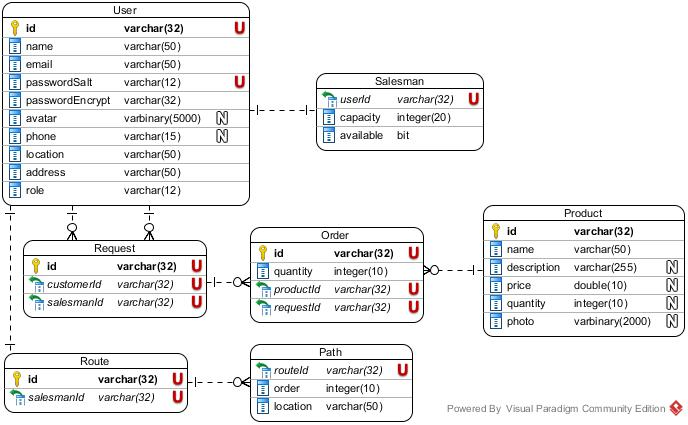 User
id varchar(32) U
name varchar(50)
email varchar(50)
passwordSalt varchar(12) U
passwordEncrypt varchar(32)
avatar varbinary(5000) N
phone varchar(15) N
location varchar(50)
address varchar(50)
role varchar(12)
Salesman
userId varchar(32) U
capacity integer(20)
available bit
Request
id varchar(32) U
customerId varchar(32) U
salesmanId varchar(32) U
Order
id varchar(32) U
quantity integer(10)
productId varchar(32) U
requestId varchar(32) U
Product
id varchar(32)
name varchar(50)
description varchar(255) N
price double(10) N
quantity integer(10) N
photo varbinary(2000) N
Route
id varchar(32) U
salesmanId varchar(32) U
Path
routeId varchar(32) U
order integer(10)
location varchar(50)
Powered By Visual Paradigm Community Edition